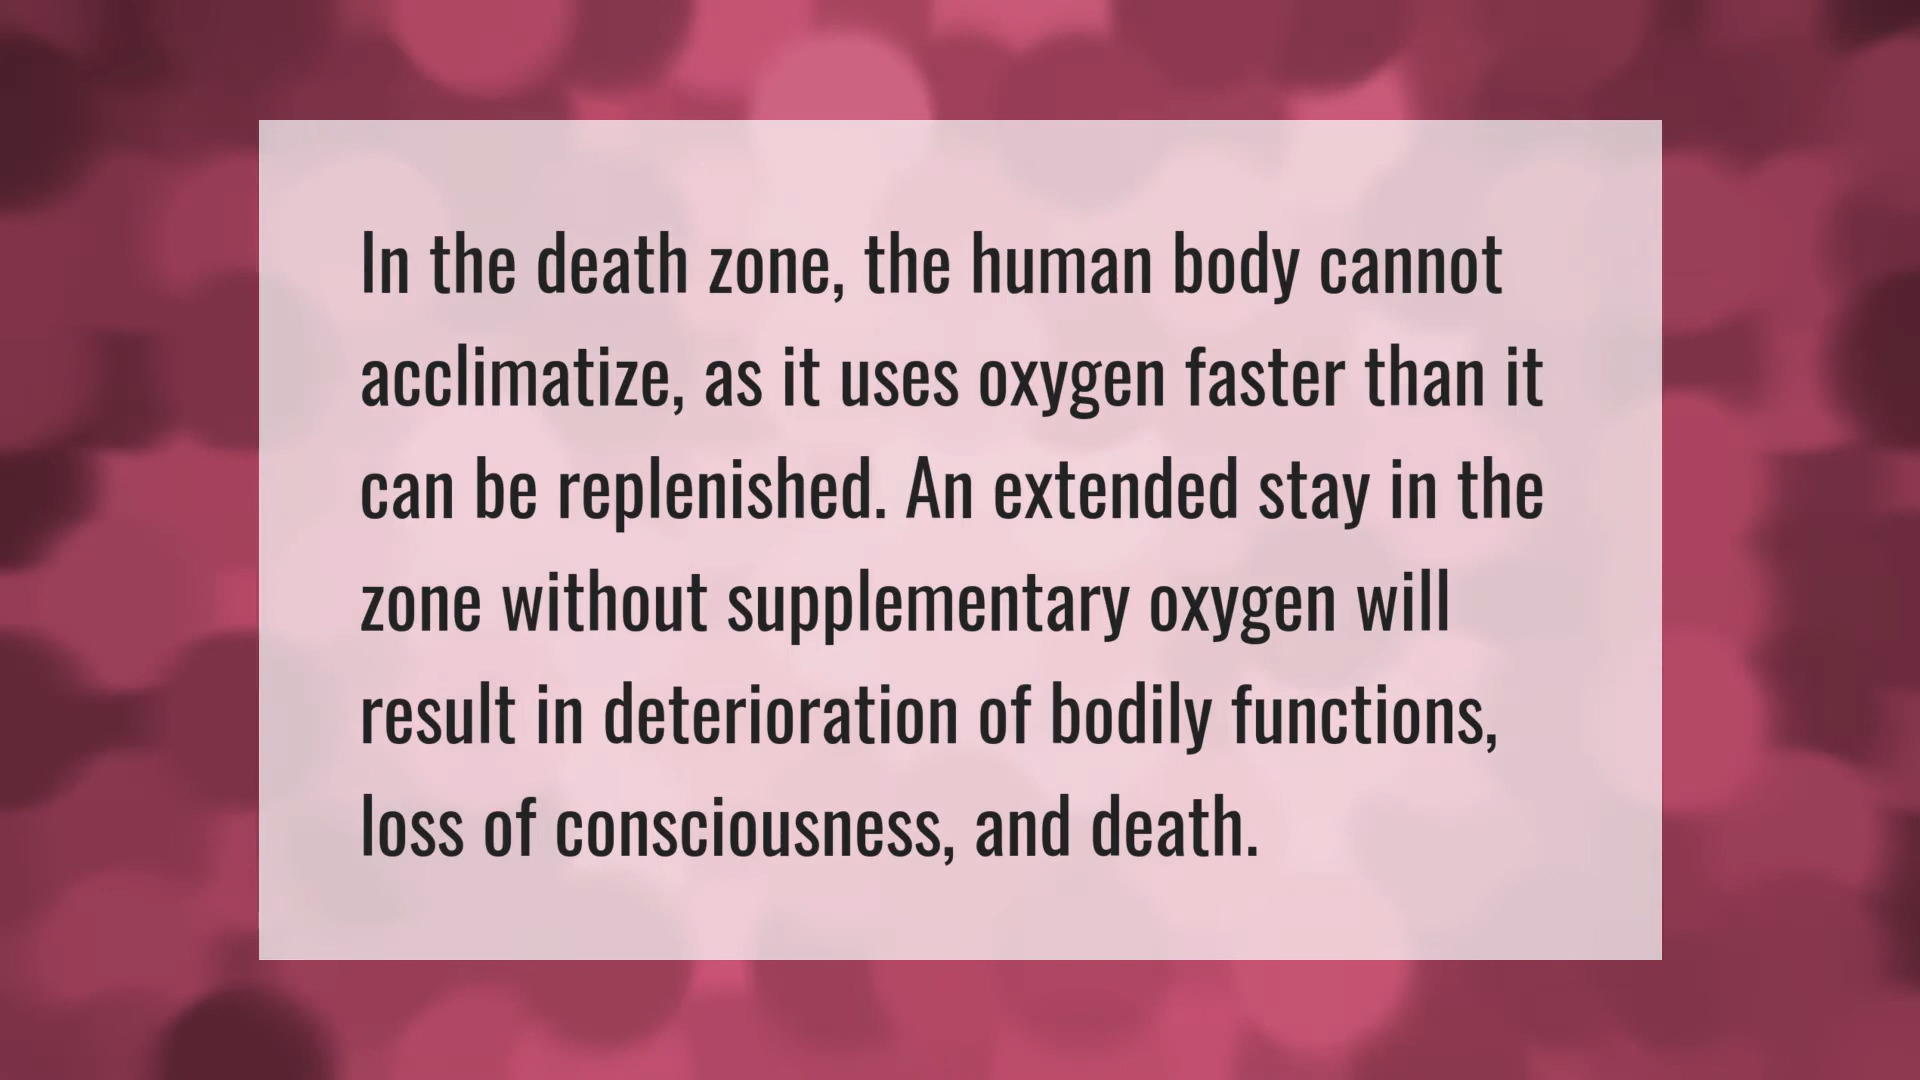 In the death zone, the human body cannot
acclimatize, as it uses oxygen faster than it
can be replenished. An extended stay in the
zone without supplementary oxygen will
result in deterioration of bodily functions,
loss of consciousness, and death.